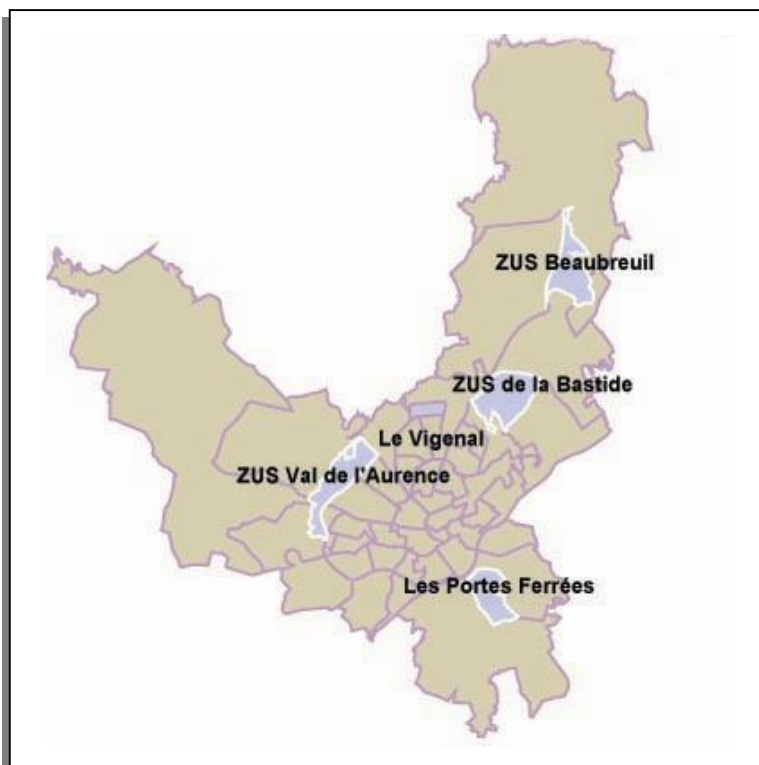 ZUS Beaubreuil
ZUS de la Bastide
Le Vigenal
ZUS Val de l'Aurence
Les Portes Ferrées